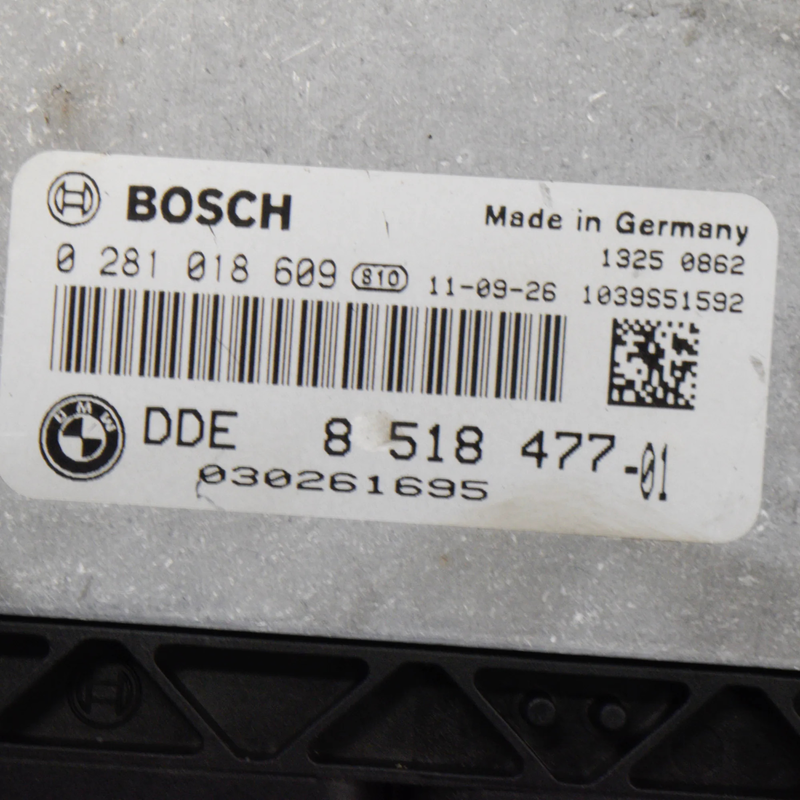 BOSCH
Made in Germany
1325 0862
0 281 018 609 810 11-09-26 1039S51592
BMW DDE 8 518 477-01
030261695